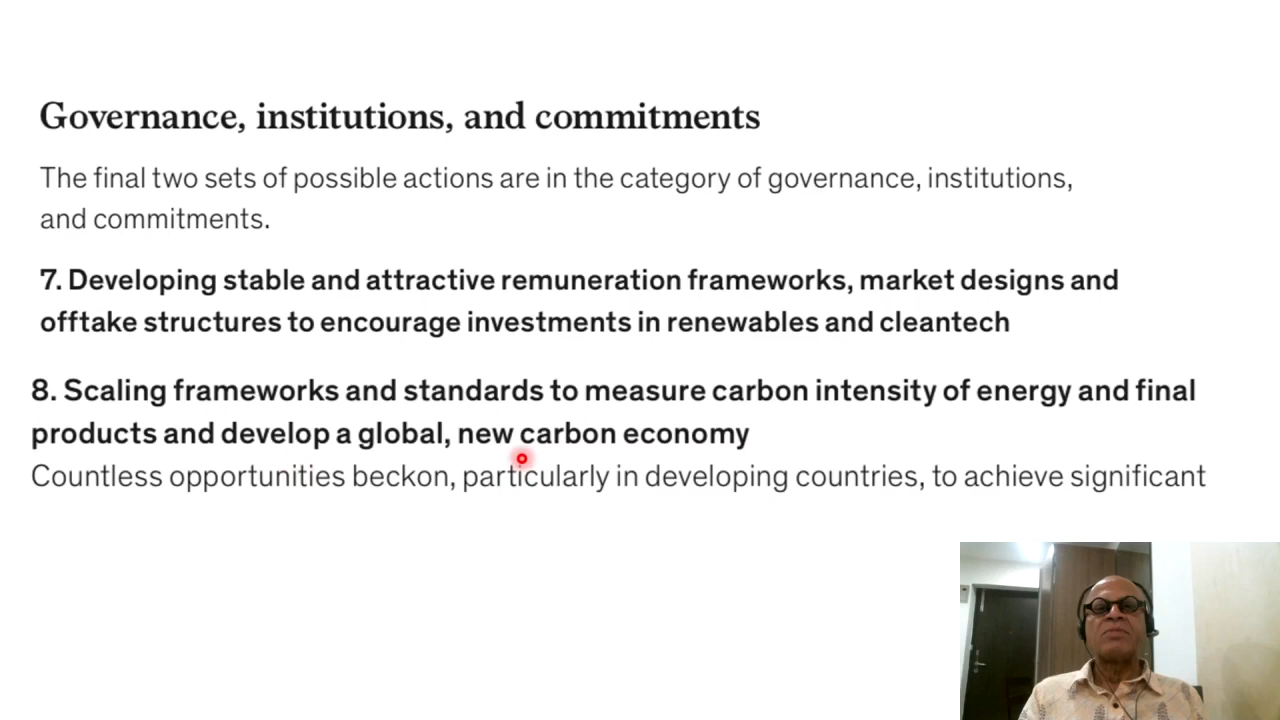 Governance, institutions, and commitments
The final two sets of possible actions are in the category of governance, institutions,
and commitments.
7. Developing stable and attractive remuneration frameworks, market designs and
offtake structures to encourage investments in renewables and cleantech
8. Scaling frameworks and standards to measure carbon intensity of energy and final
products and develop a global, new carbon economy
Countless opportunities beckon, particularly in developing countries, to achieve significant